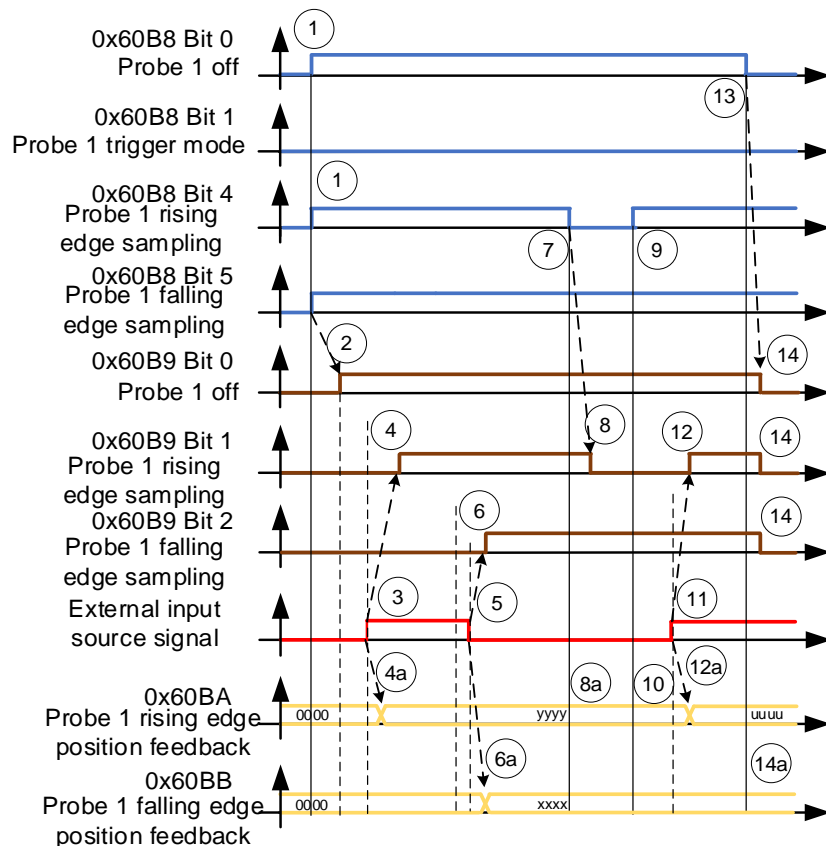 0x60B8 Bit 0
Probe 1 off
1
13
0x60B8 Bit 1
Probe 1 trigger mode
0x60B8 Bit 4
Probe 1 rising
edge sampling
1
7
9
0x60B8 Bit 5
Probe 1 falling
edge sampling
2
14
0x60B9 Bit 0
Probe 1 off
0x60B9 Bit 1
Probe 1 rising
edge sampling
4
8
12
14
0x60B9 Bit 2
Probe 1 falling
edge sampling
6
14
External input
source signal
3
5
11
4a
8a
10
12a
0x60BA
Probe 1 rising edge
position feedback
0000
yyyy
uuuu
6a
14a
0x60BB
Probe 1 falling edge
position feedback
0000
xxxx